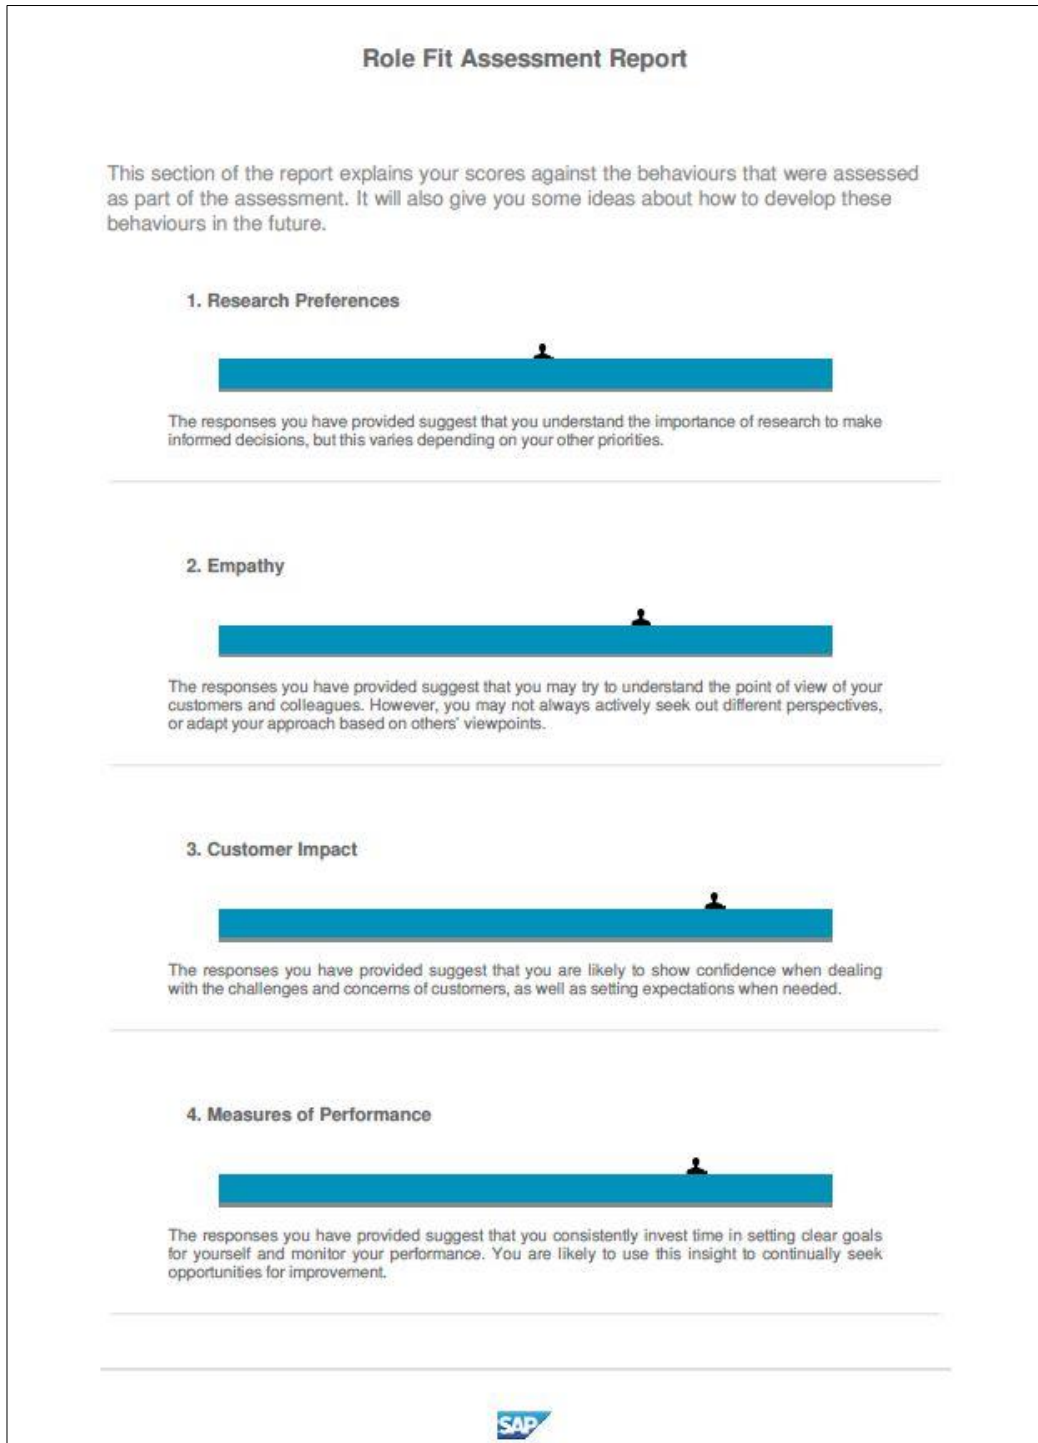 Role Fit Assessment Report
This section of the report explains your scores against the behaviours that were assessed
as part of the assessment. It will also give you some ideas about how to develop these
behaviours in the future.
1. Research Preferences
The responses you have provided suggest that you understand the importance of research to make
informed decisions, but this varies depending on your other priorities.
2. Empathy
The responses you have provided suggest that you may try to understand the point of view of your
customers and colleagues. However, you may not always actively seek out different perspectives,
or adapt your approach based on others' viewpoints.
3. Customer Impact
The responses you have provided suggest that you are likely to show confidence when dealing
with the challenges and concerns of customers, as well as setting expectations when needed.
4. Measures of Performance
The responses you have provided suggest that you consistently invest time in setting clear goals
for yourself and monitor your performance. You are likely to use this insight to continually seek
opportunities for improvement.
SAP